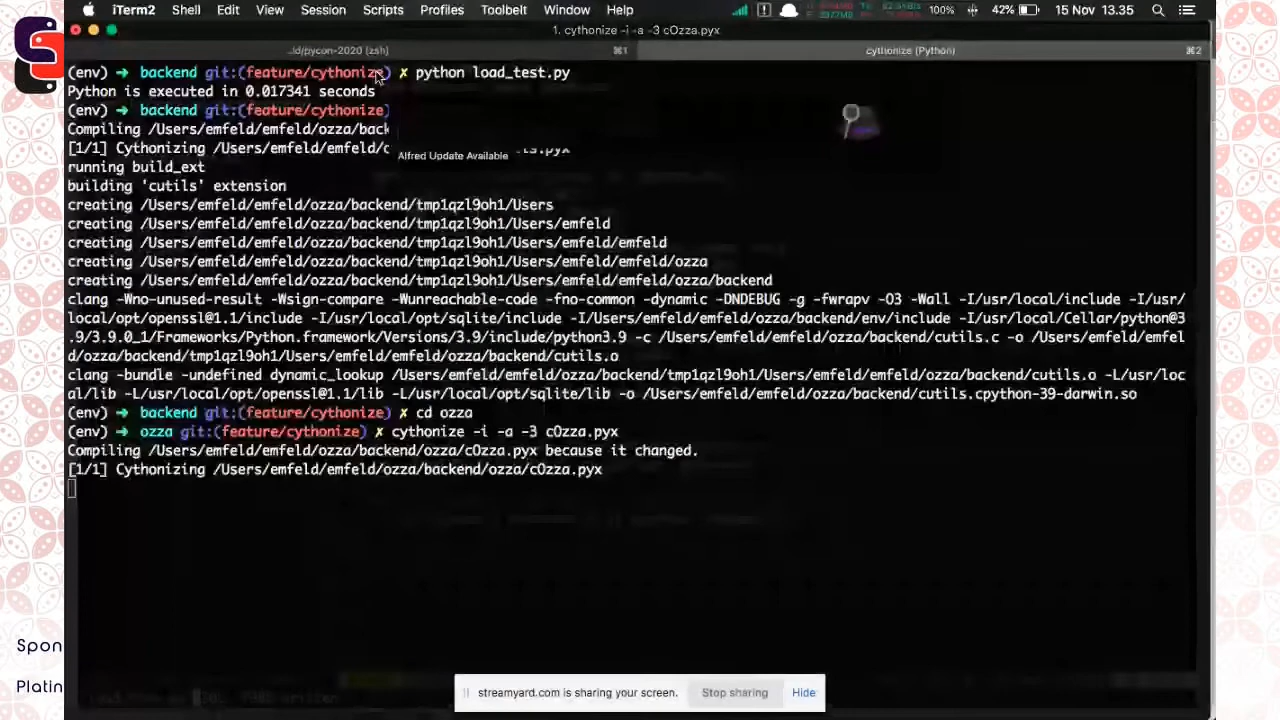 iTerm2 Shell Edit View Session Scripts Profiles Toolbelt Window Help 100% 42% 15 Nov 13.35
1. cythonize -i -a -3 cOzza.pyx
..ld/pycon-2020 (zsh) ⌘1 cythonize (Python) ⌘2
(env) ➜ backend git:(feature/cythonize) ✗ python load_test.py
Python is executed in 0.017341 seconds
(env) ➜ backend git:(feature/cythonize)
Compiling /Users/emfeld/emfeld/ozza/back
[1/1] Cythonizing /Users/emfeld/emfeld/c
Alfred Update Available
running build_ext
building 'cutils' extension
creating /Users/emfeld/emfeld/ozza/backend/tmp1qzl9oh1/Users
creating /Users/emfeld/emfeld/ozza/backend/tmp1qzl9oh1/Users/emfeld
creating /Users/emfeld/emfeld/ozza/backend/tmp1qzl9oh1/Users/emfeld/emfeld
creating /Users/emfeld/emfeld/ozza/backend/tmp1qzl9oh1/Users/emfeld/emfeld/ozza
creating /Users/emfeld/emfeld/ozza/backend/tmp1qzl9oh1/Users/emfeld/emfeld/ozza/backend
clang -Wno-unused-result -Wsign-compare -Wunreachable-code -fno-common -dynamic -DNDEBUG -g -fwrapv -O3 -Wall -I/usr/local/include -I/usr/
local/opt/openssl@1.1/include -I/usr/local/opt/sqlite/include -I/Users/emfeld/emfeld/ozza/backend/env/include -I/usr/local/Cellar/python@3
.9/3.9.0_1/Frameworks/Python.framework/Versions/3.9/include/python3.9 -c /Users/emfeld/emfeld/ozza/backend/cutils.c -o /Users/emfeld/emfel
d/ozza/backend/tmp1qzl9oh1/Users/emfeld/emfeld/ozza/backend/cutils.o
clang -bundle -undefined dynamic_lookup /Users/emfeld/emfeld/ozza/backend/tmp1qzl9oh1/Users/emfeld/emfeld/ozza/backend/cutils.o -L/usr/loc
al/lib -L/usr/local/opt/openssl@1.1/lib -L/usr/local/opt/sqlite/lib -o /Users/emfeld/emfeld/ozza/backend/cutils.cpython-39-darwin.so
(env) ➜ backend git:(feature/cythonize) ✗ cd ozza
(env) ➜ ozza git:(feature/cythonize) ✗ cythonize -i -a -3 cOzza.pyx
Compiling /Users/emfeld/emfeld/ozza/backend/ozza/cOzza.pyx because it changed.
[1/1] Cythonizing /Users/emfeld/emfeld/ozza/backend/ozza/cOzza.pyx
Spon
Platin
streamyard.com is sharing your screen. Stop sharing Hide